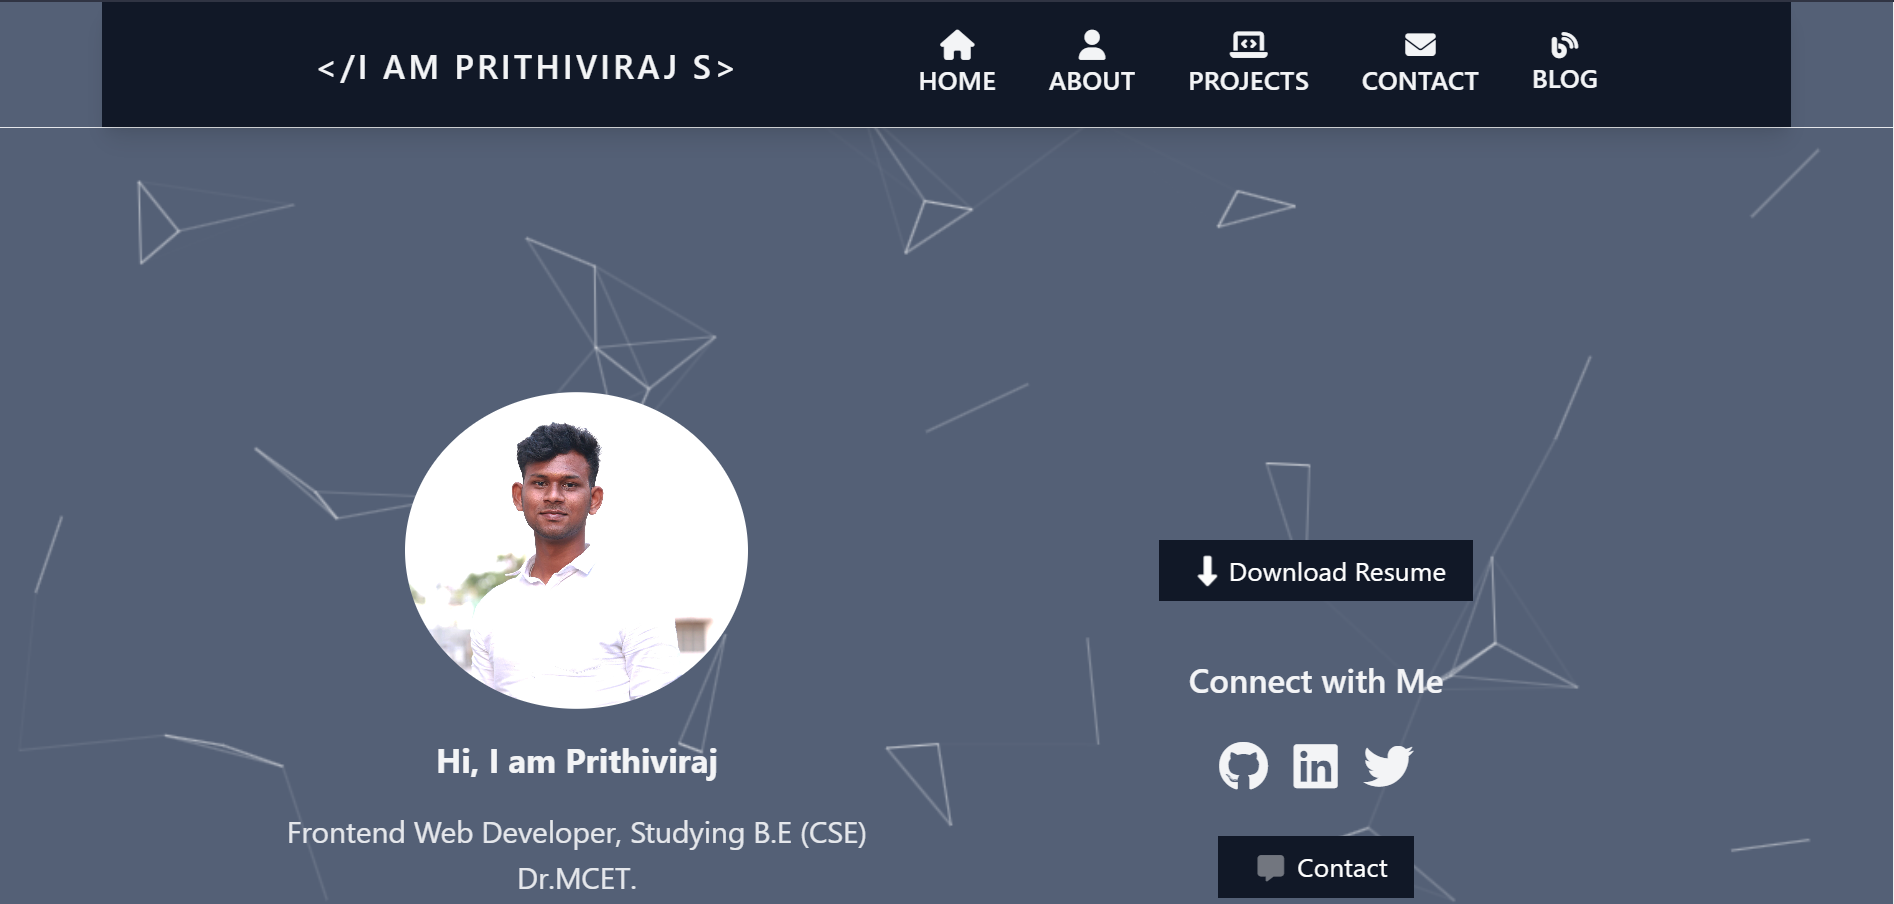 </I AM PRITHIVIRAJ S>
HOME
ABOUT
PROJECTS
CONTACT
BLOG
Hi, I am Prithiviraj
Frontend Web Developer, Studying B.E (CSE)
Dr.MCET.
Download Resume
Connect with Me
in
Contact